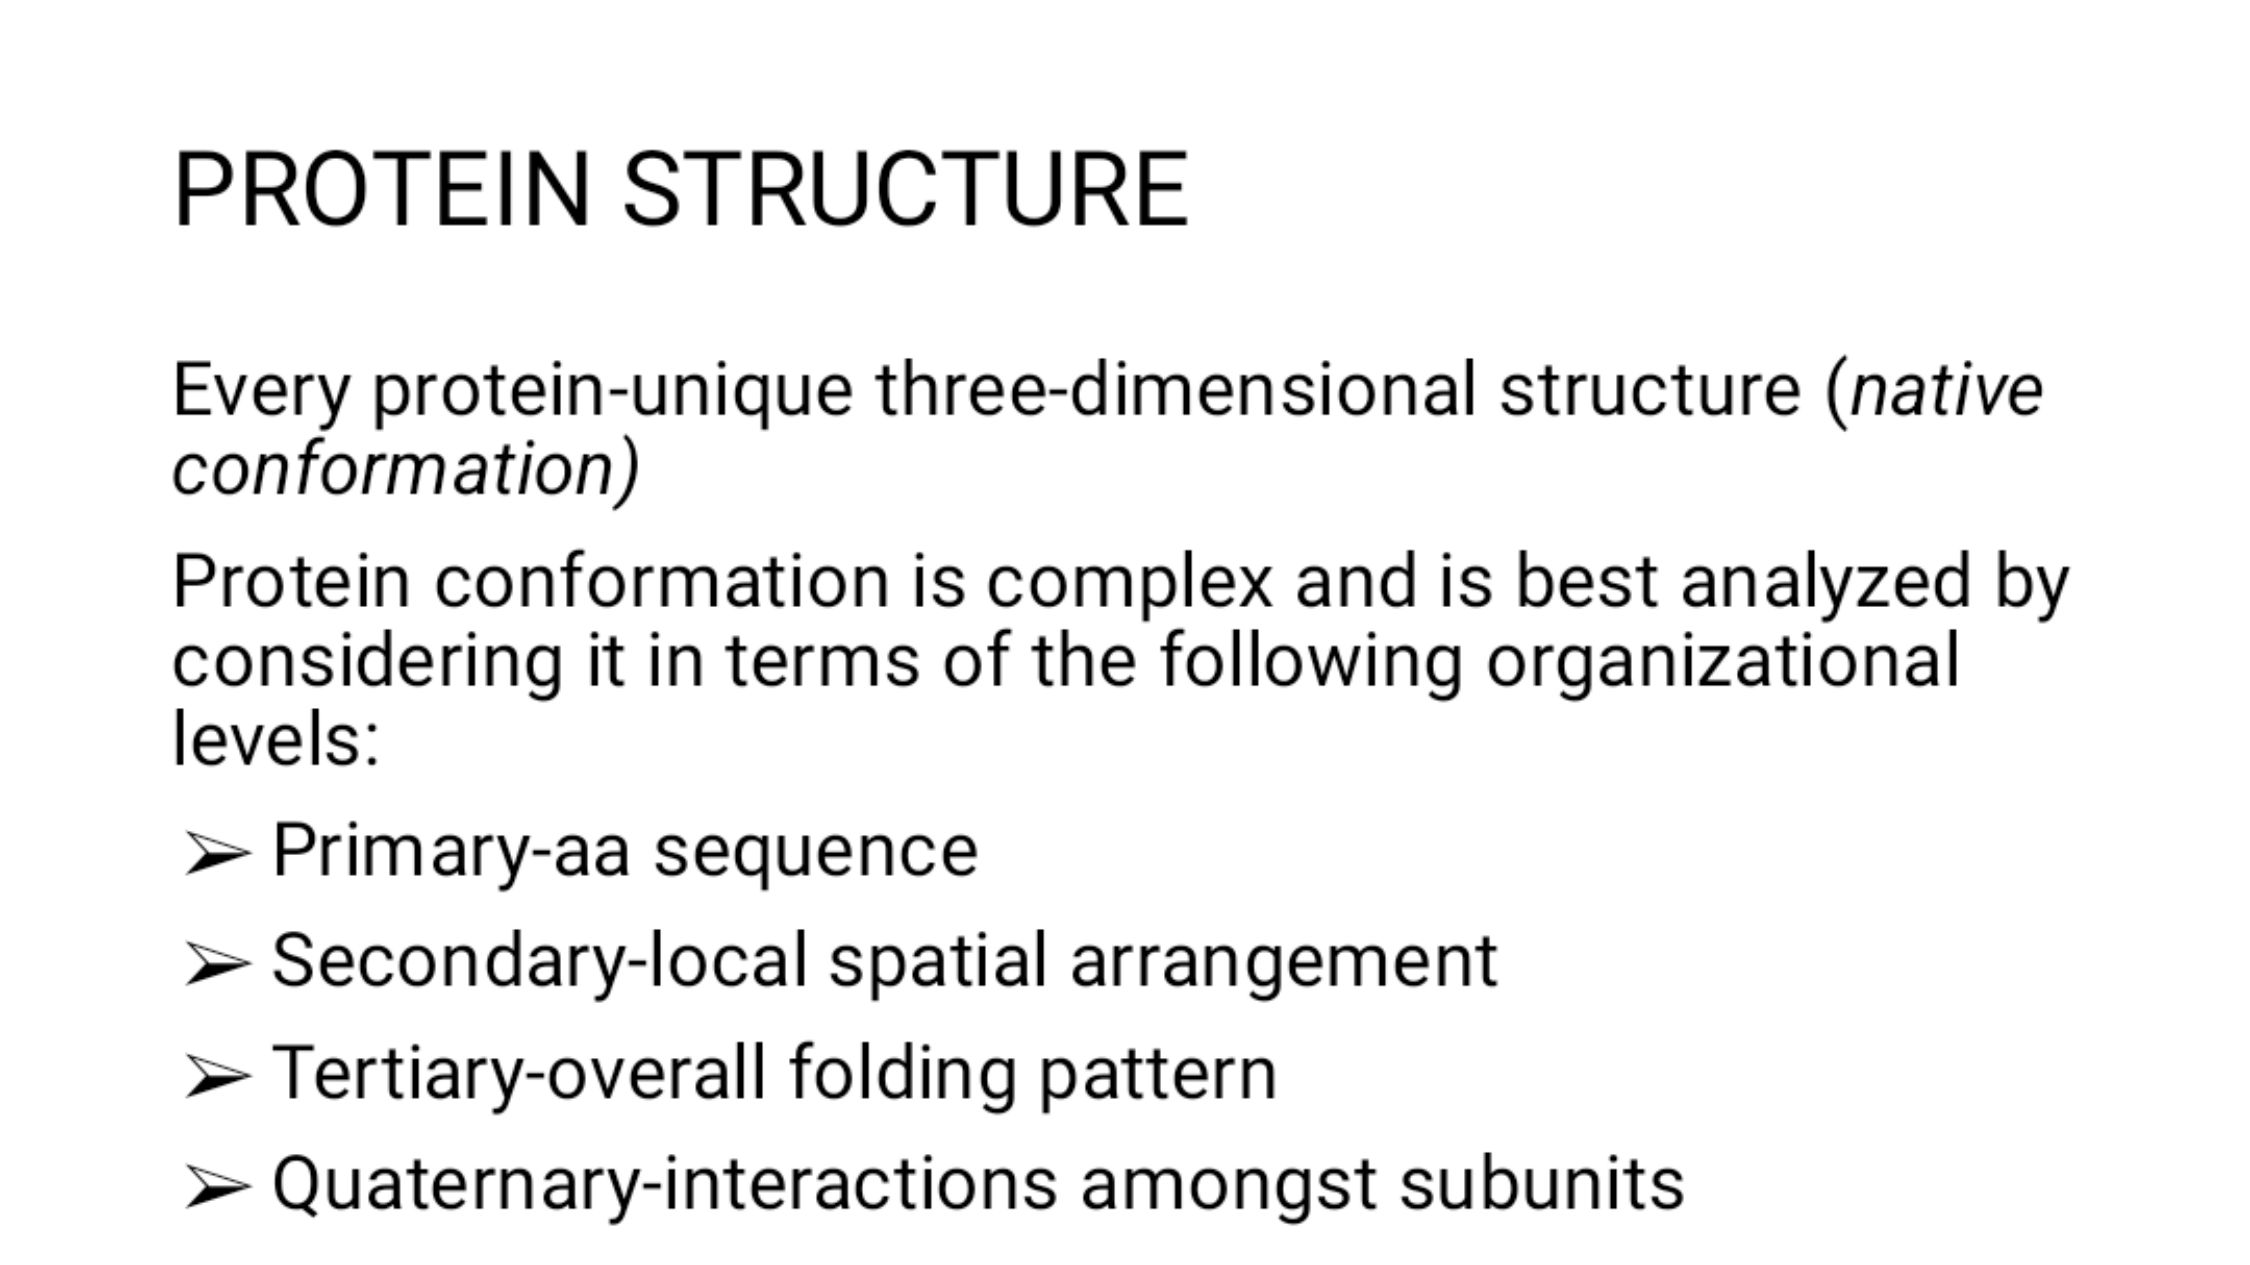 PROTEIN STRUCTURE
Every protein-unique three-dimensional structure (native
conformation)
Protein conformation is complex and is best analyzed by
considering it in terms of the following organizational
levels:
➢ Primary-aa sequence
➢ Secondary-local spatial arrangement
➢ Tertiary-overall folding pattern
➢ Quaternary-interactions amongst subunits